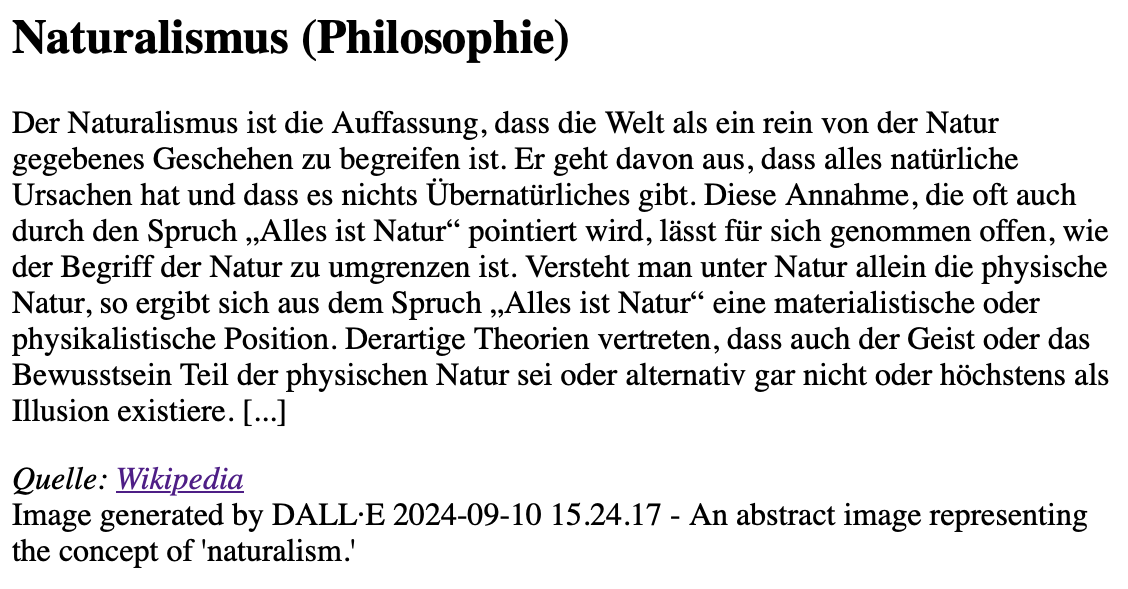 Naturalismus (Philosophie)
Der Naturalismus ist die Auffassung, dass die Welt als ein rein von der Natur
gegebenes Geschehen zu begreifen ist. Er geht davon aus, dass alles natürliche
Ursachen hat und dass es nichts Übernatürliches gibt. Diese Annahme, die oft auch
durch den Spruch „Alles ist Natur“ pointiert wird, lässt für sich genommen offen, wie
der Begriff der Natur zu umgrenzen ist. Versteht man unter Natur allein die physische
Natur, so ergibt sich aus dem Spruch „Alles ist Natur“ eine materialistische oder
physikalistische Position. Derartige Theorien vertreten, dass auch der Geist oder das
Bewusstsein Teil der physischen Natur sei oder alternativ gar nicht oder höchstens als
Illusion existiere. [...]
Quelle: Wikipedia
Image generated by DALL·E 2024-09-10 15.24.17 - An abstract image representing
the concept of 'naturalism.'